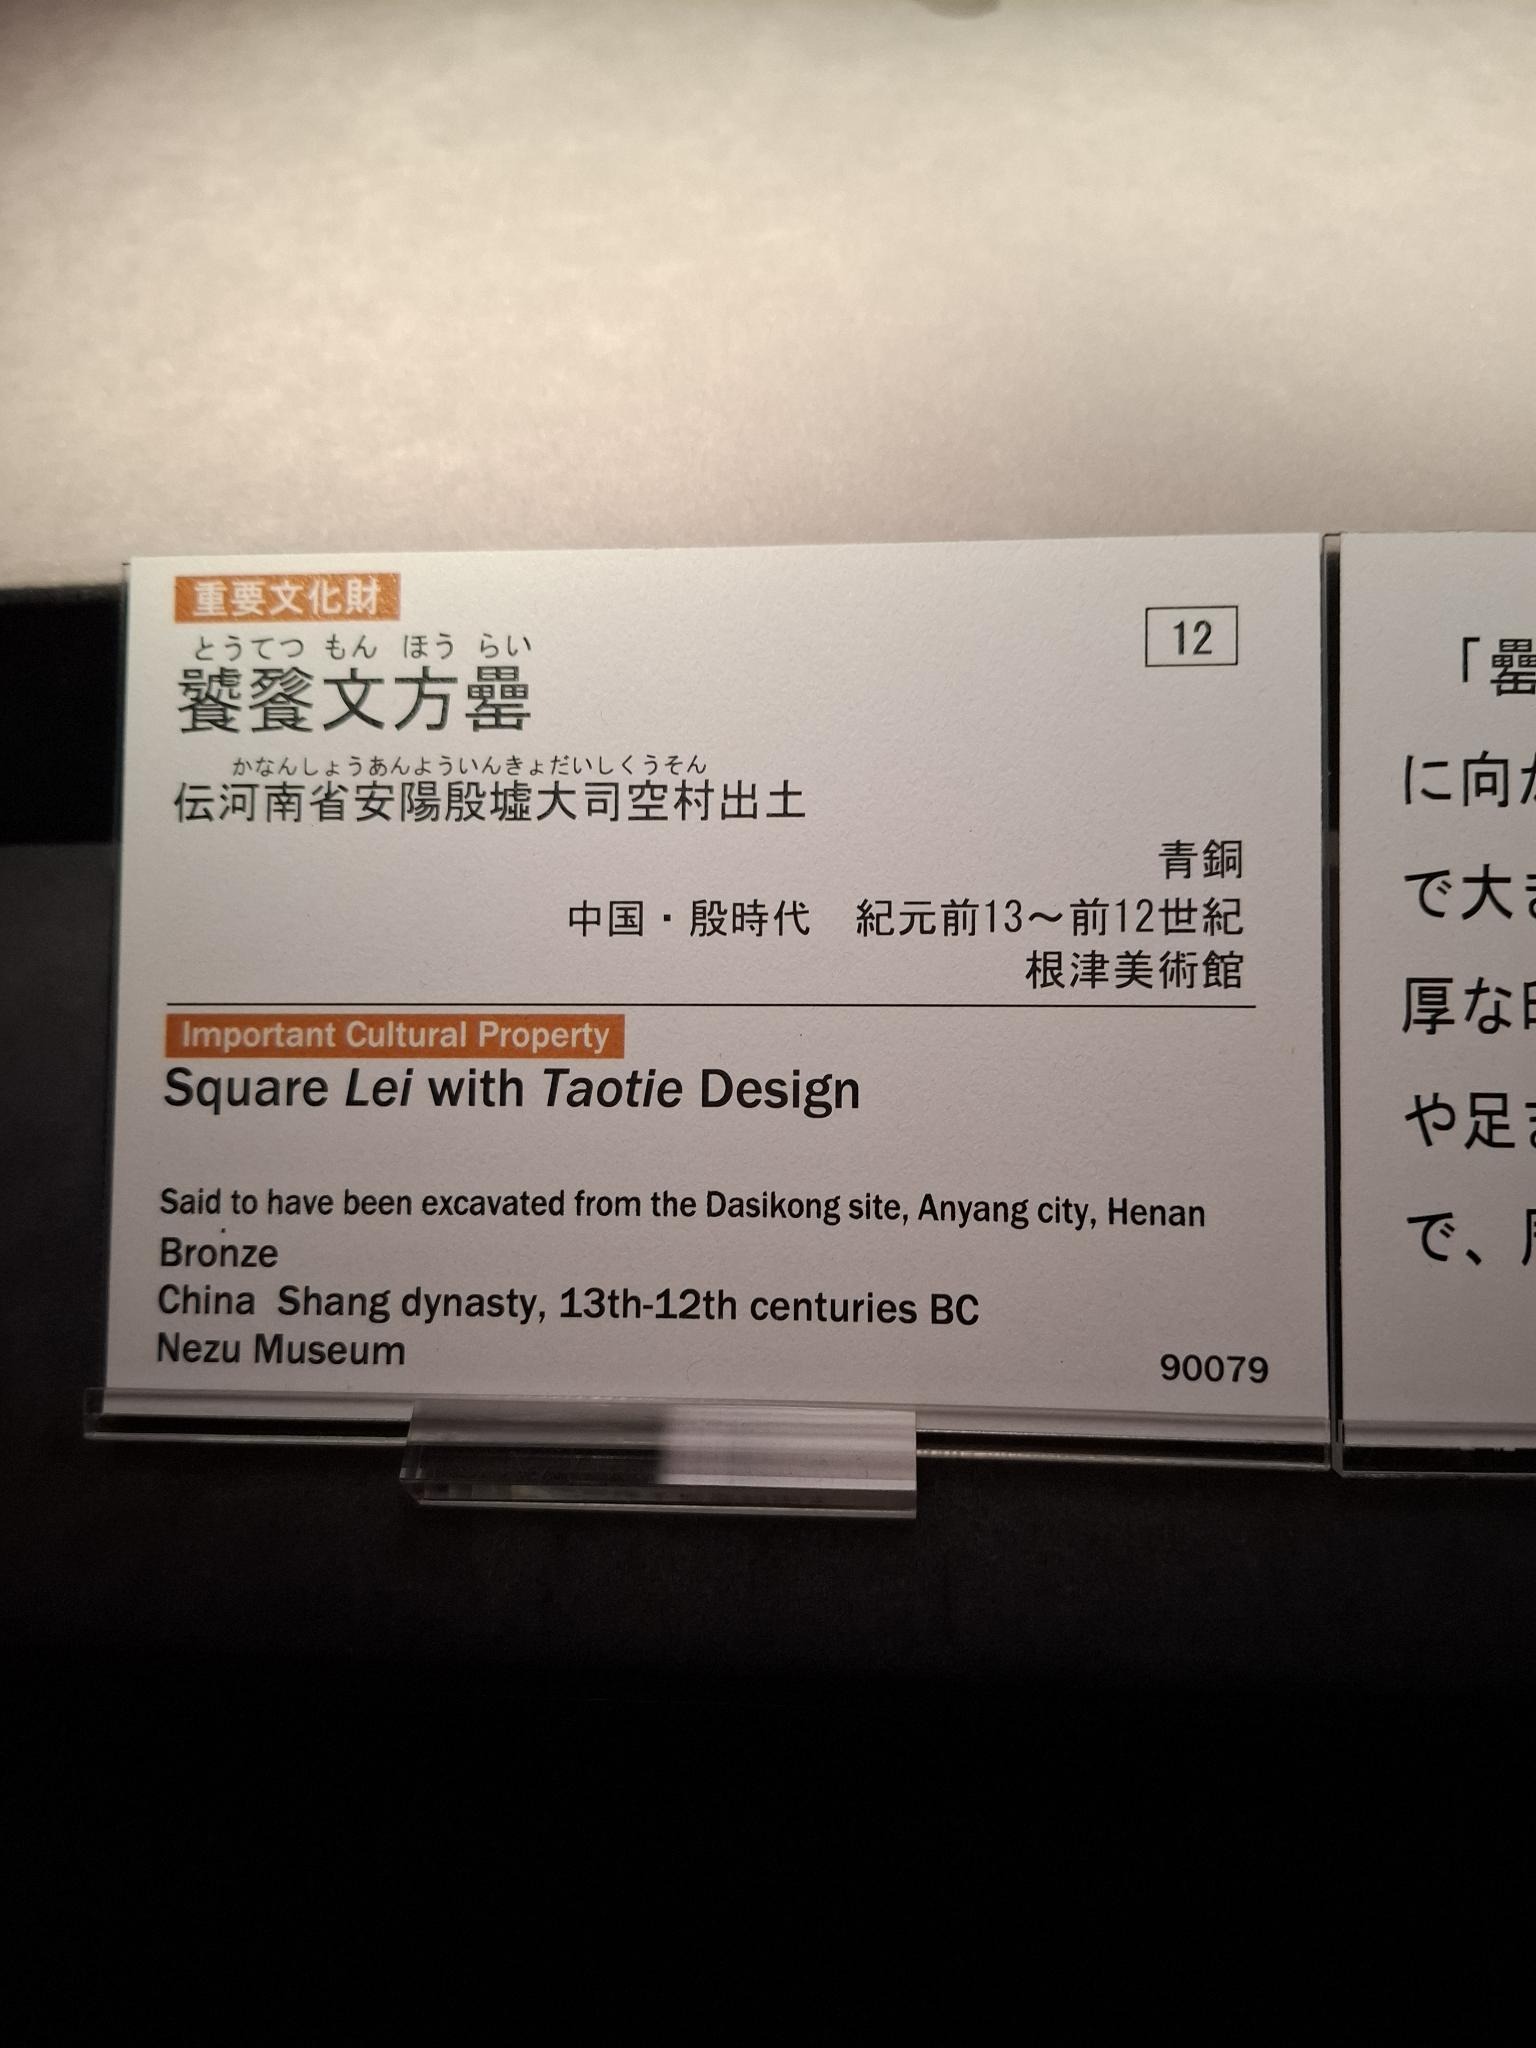 重要文化財
12
とうてつ もん ほう らい
饕餮文方罍
かなんしょうあんよういんきょだいしくうそん
伝河南省安陽殷墟大司空村出土
青銅
中国・殷時代　紀元前13〜前12世紀
根津美術館
Important Cultural Property
Square Lei with Taotie Design
Said to have been excavated from the Dasikong site, Anyang city, Henan
Bronze
China  Shang dynasty, 13th-12th centuries BC
Nezu Museum
90079
「罍
に向か
で大き
厚な印
や足ま
で、